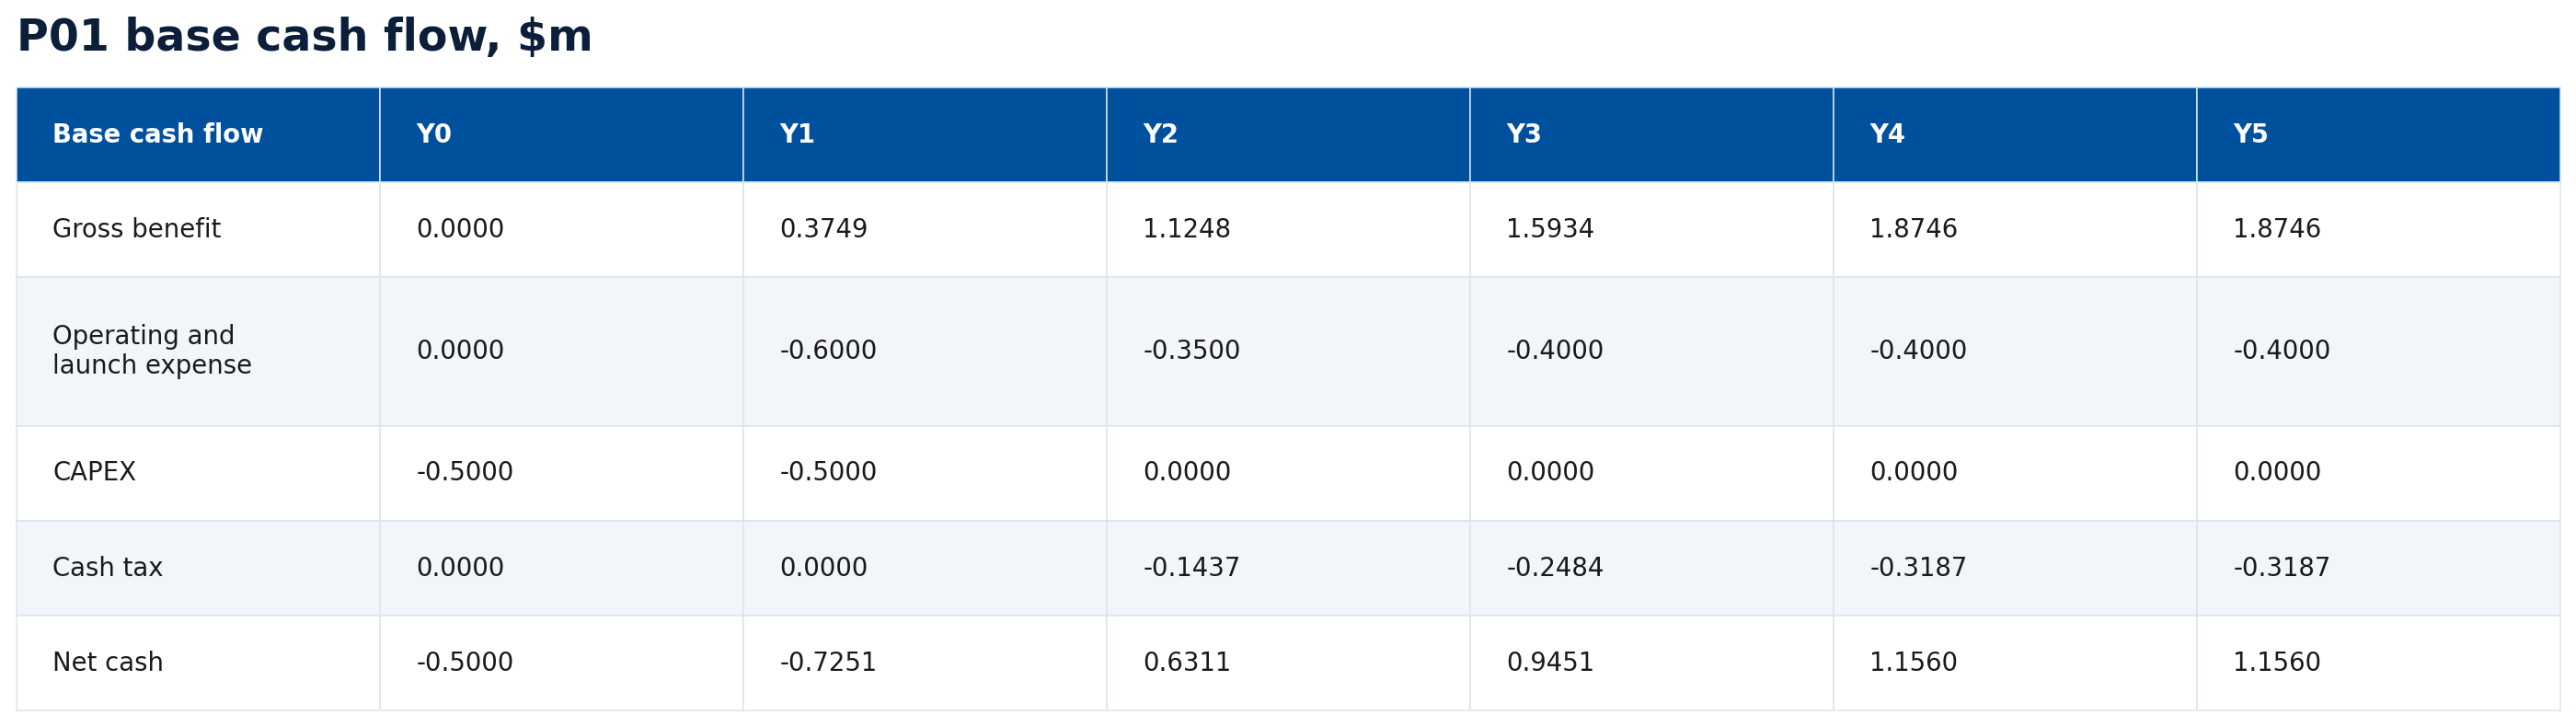 P01 base cash flow, $m
Base cash flow Y0 Y1 Y2 Y3 Y4 Y5
Gross benefit 0.0000 0.3749 1.1248 1.5934 1.8746 1.8746
Operating and
launch expense 0.0000 -0.6000 -0.3500 -0.4000 -0.4000 -0.4000
CAPEX -0.5000 -0.5000 0.0000 0.0000 0.0000 0.0000
Cash tax 0.0000 0.0000 -0.1437 -0.2484 -0.3187 -0.3187
Net cash -0.5000 -0.7251 0.6311 0.9451 1.1560 1.1560